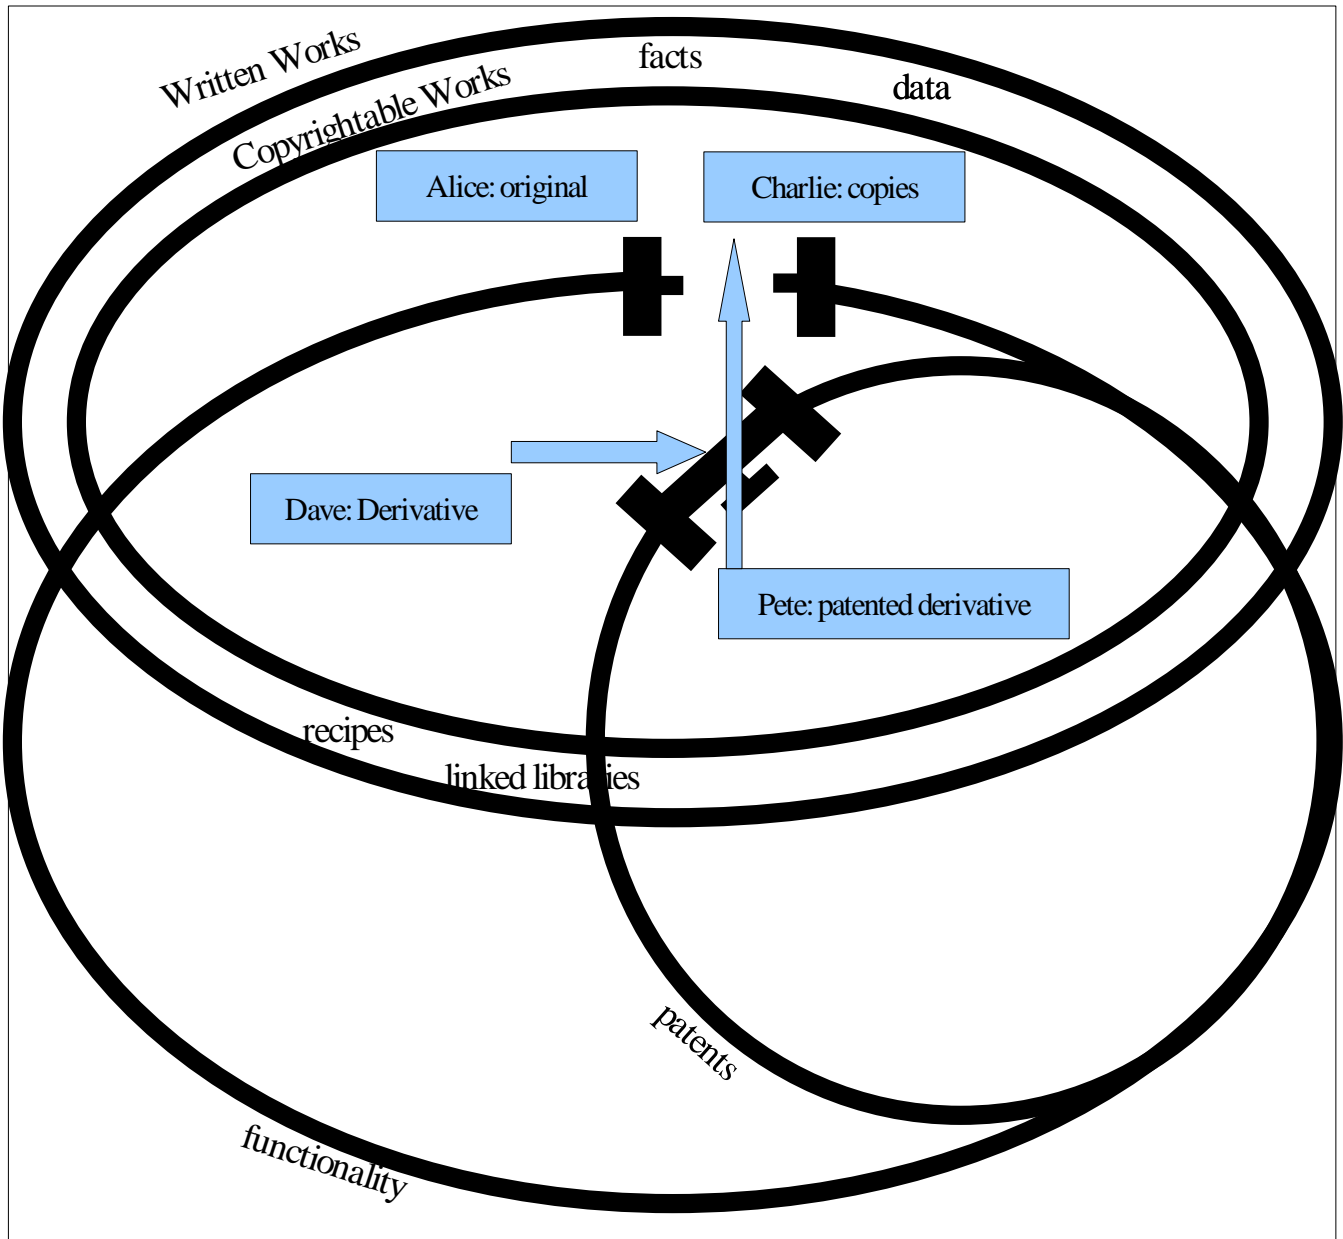 Written Works
facts
Copyrightable Works
data
Alice: original
Charlie: copies
Dave: Derivative
Pete: patented derivative
recipes
linked libraries
patents
functionality